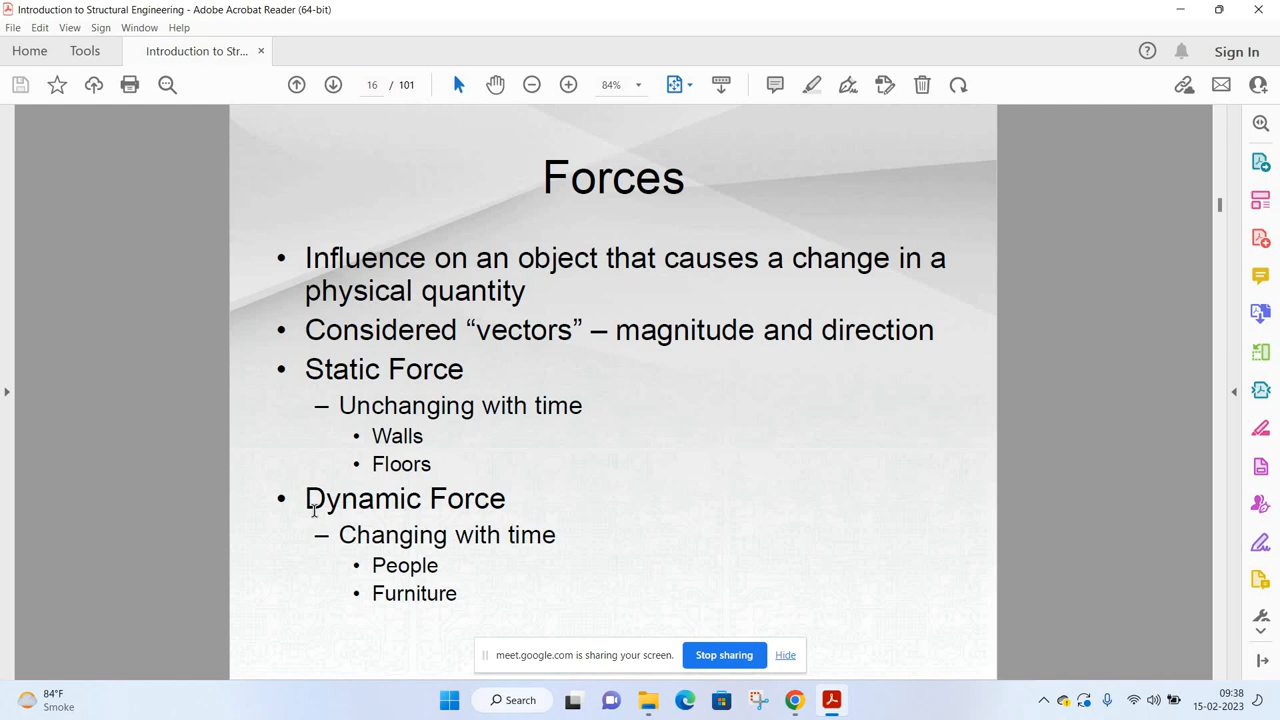 Introduction to Structural Engineering - Adobe Acrobat Reader (64-bit)
File Edit View Sign Window Help
Home Tools Introduction to Str... × Sign In
16 / 101 84%
Forces
• Influence on an object that causes a change in a
physical quantity
• Considered “vectors” – magnitude and direction
• Static Force
– Unchanging with time
• Walls
• Floors
• Dynamic Force
– Changing with time
• People
• Furniture
meet.google.com is sharing your screen. Stop sharing Hide
84°F
Smoke
Search
09:38
15-02-2023